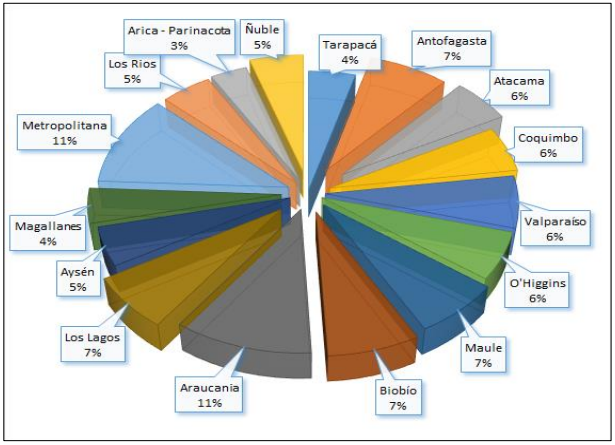 Tarapacá
4%
Antofagasta
7%
Atacama
6%
Coquimbo
6%
Valparaíso
6%
O'Higgins
6%
Maule
7%
Biobío
7%
Araucania
11%
Los Lagos
7%
Aysén
5%
Magallanes
4%
Metropolitana
11%
Los Rios
5%
Arica - Parinacota
3%
Ñuble
5%